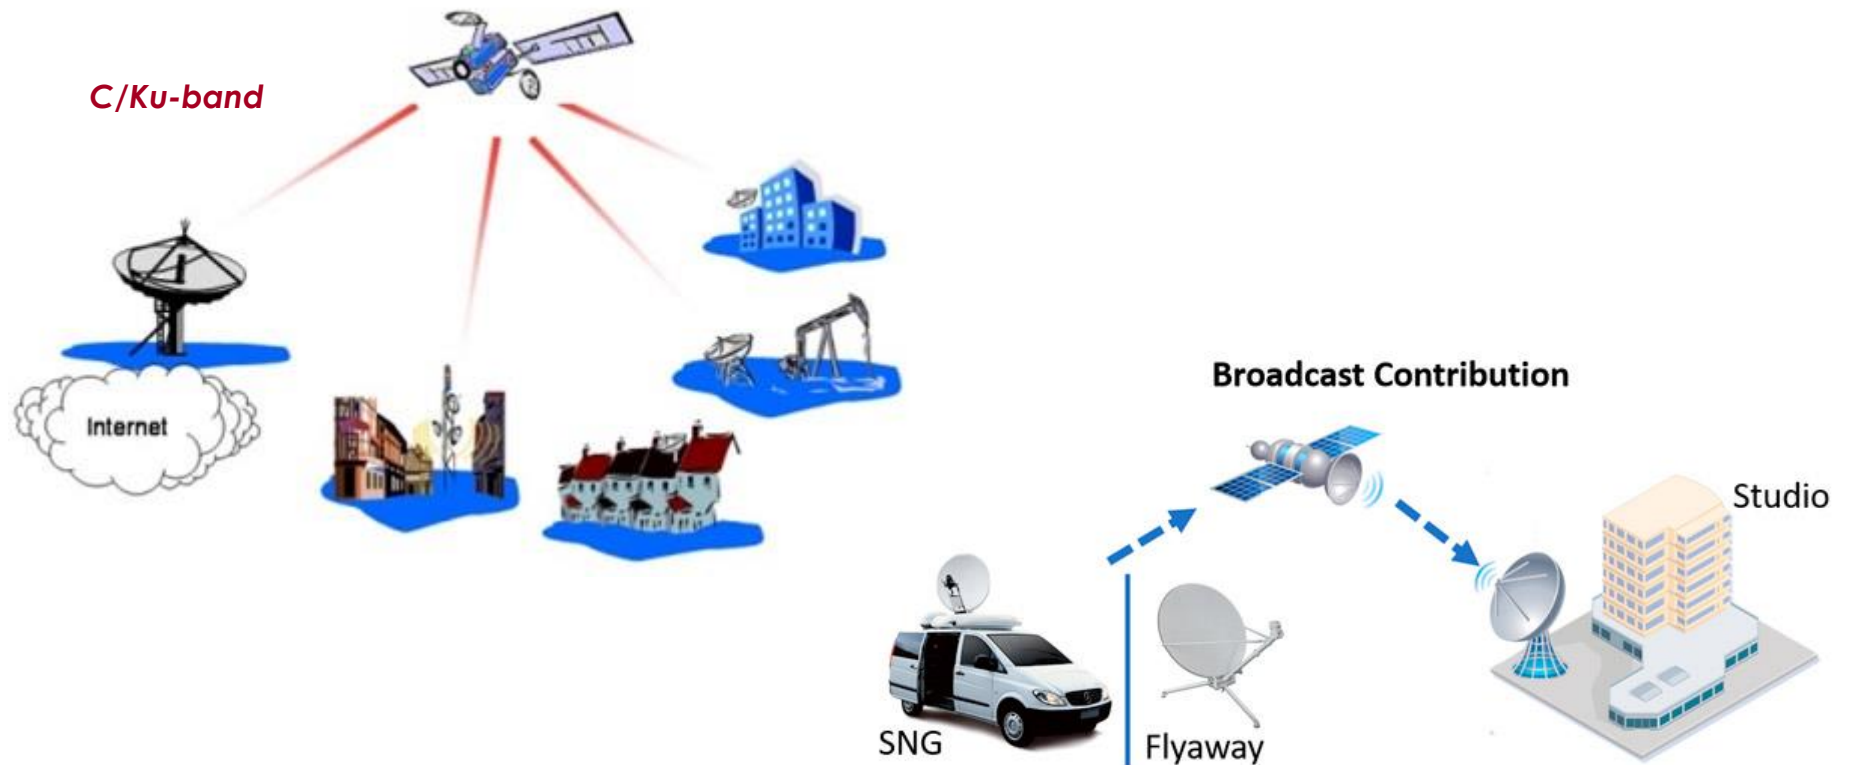 C/Ku-band
Internet
Broadcast Contribution
Studio
SNG
Flyaway